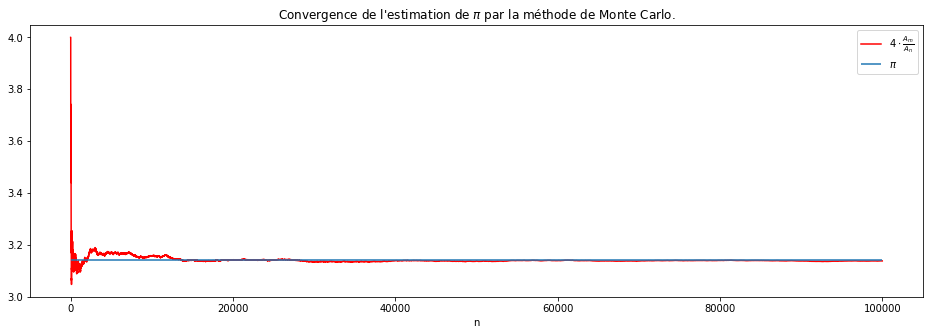 Convergence de l'estimation de π par la méthode de Monte Carlo.
4.0
3.8
3.6
3.4
3.2
3.0
4 · A_m/A_n
π
0 20000 40000 60000 80000 100000
n